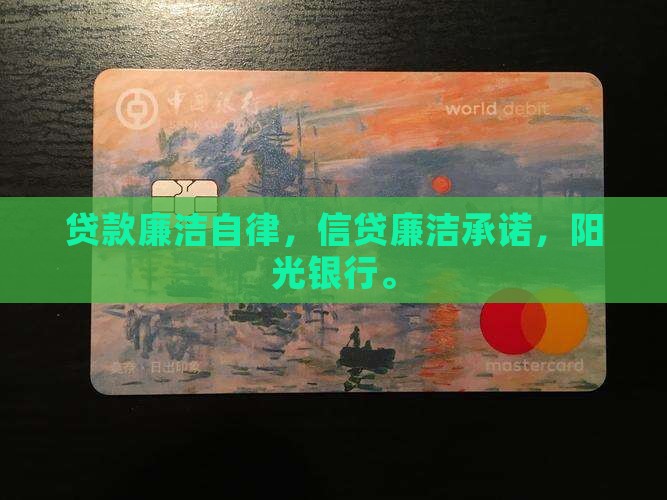 中国银行
world debit
贷款廉洁自律，信贷廉洁承诺，阳
光银行。
莫奈·日出印象
mastercard